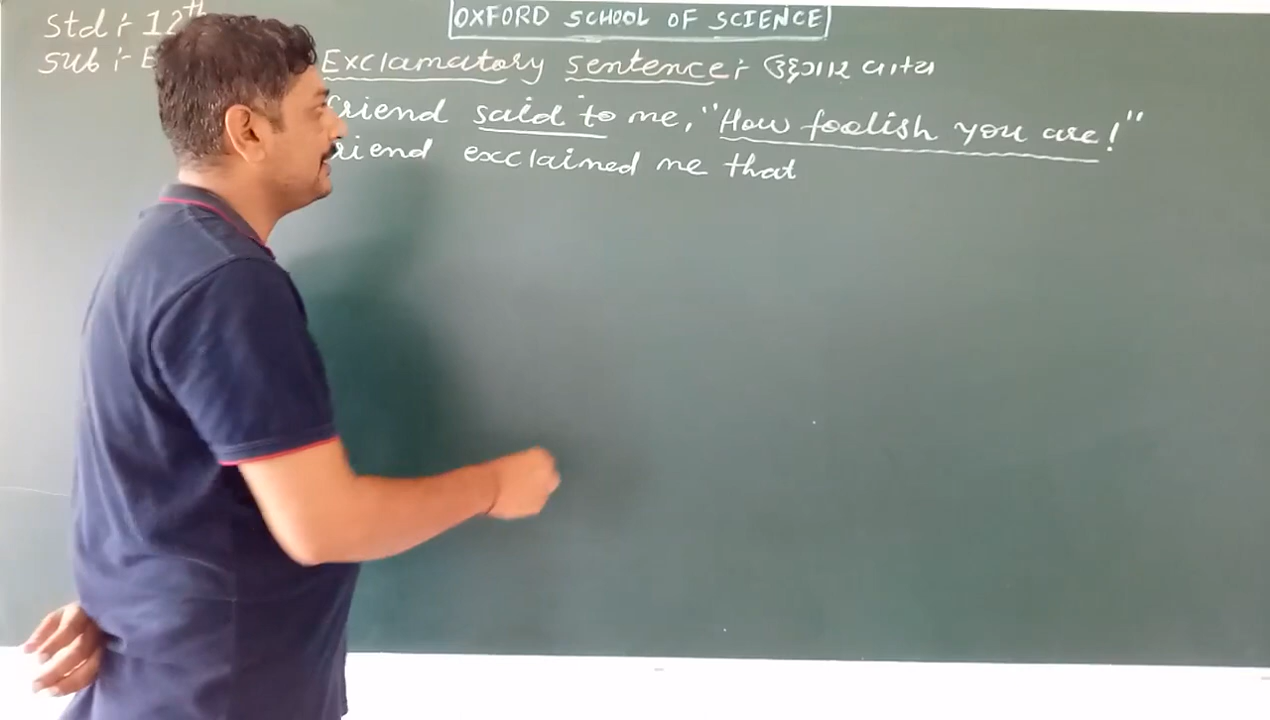 OXFORD SCHOOL OF SCIENCE
Std :- 12th
Sub :- E
Exclamatory sentence :- ઉદ્દગાર વાક્ય
friend said to me, "How foolish you are!"
riend exclaimed me that